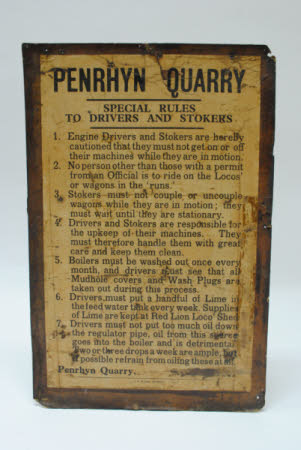 PENRHYN QUARRY
SPECIAL RULES
TO DRIVERS AND STOKERS
1. Engine Drivers and Stokers are hereby
cautioned that they must not get on or off
their machines while they are in motion.
2. No person other than those with a permit
from an Official is to ride on the Locos
or wagons in the 'runs.'
3. Stokers must not couple or uncouple
wagons while they are in motion; they
must wait until they are stationary.
4. Drivers and Stokers are responsible for
the upkeep of their machines. They
must therefore handle them with great
care and keep them clean.
5. Boilers must be washed out once every
month, and drivers must see that all
Mudhole covers and Wash Plugs are
taken out during this process.
6. Drivers must put a handful of Lime in
the feed water tank every week. Supplies
of Lime are kept at Red Lion Loco' Shed
7. Drivers must not put too much oil down
the regulator pipe, oil from this source
goes into the boiler and is detrimental
Two or three drops a week are ample, but
if possible refrain from oiling these at all.
Penrhyn Quarry.